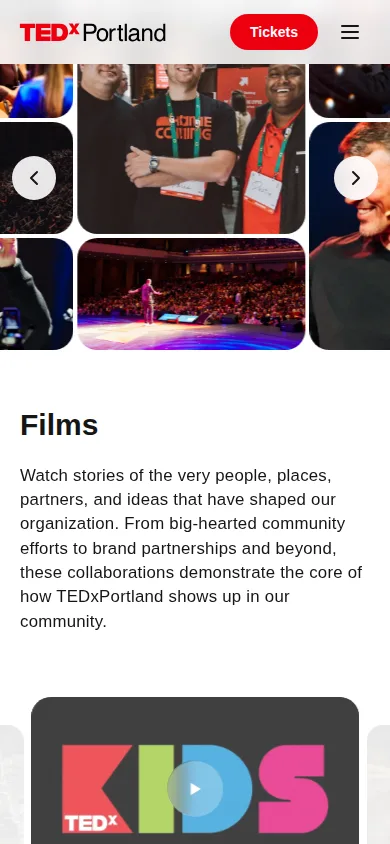 TEDxPortland
Tickets
HOME
COMING
Films
Watch stories of the very people, places,
partners, and ideas that have shaped our
organization. From big-hearted community
efforts to brand partnerships and beyond,
these collaborations demonstrate the core of
how TEDxPortland shows up in our
community.
KIDS
TEDx